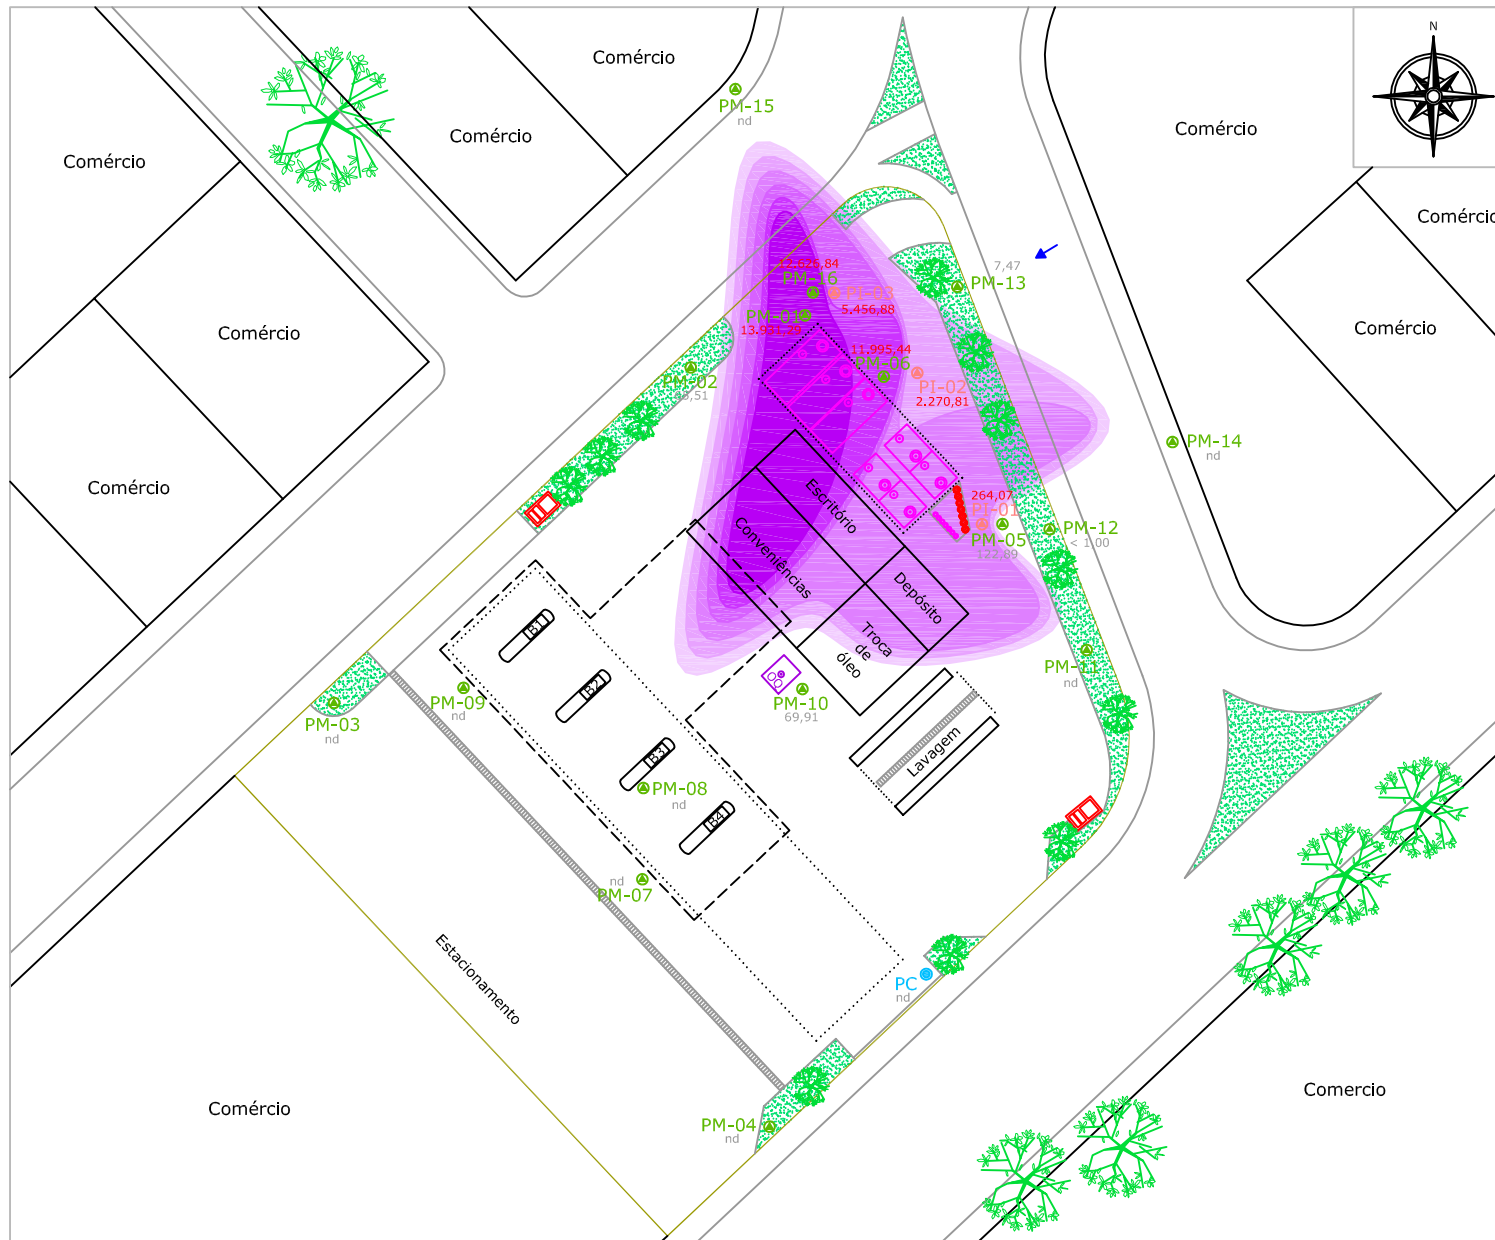 N
Comércio
Comércio
Comércio
Comércio
Comércio
Comércio
Comércio
Comércio
Comércio
Comércio
Comercio
PM-15
nd
PM-16
PI-03
5.456,88
PM-01
7,47
PM-13
11.995,44
PM-06
PI-02
2.270,81
PM-02
PM-14
nd
264,07
PI-01
PM-05
PM-12
< 1,00
Escritório
Conveniências
Depósito
Troca
de
óleo
PM-11
nd
B1
B2
B3
B4
OQ
PM-10
69,91
PM-09
nd
PM-03
nd
PM-08
nd
Lavagem
nd
PM-07
Estacionamento
PC
nd
PM-04
nd